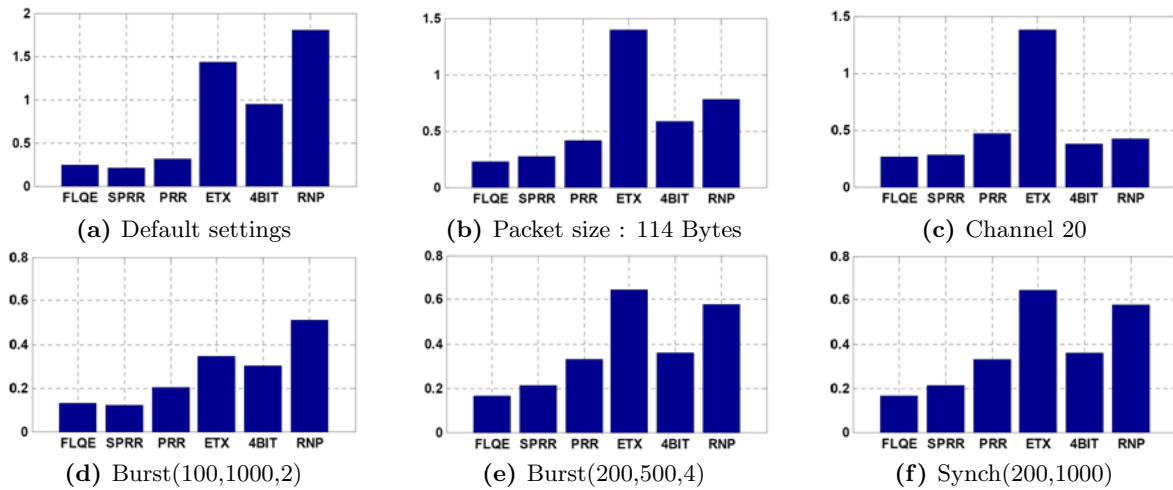 2
1.5
1
0.5
0
FLQE SPRR PRR ETX 4BIT RNP
(a) Default settings
1.5
1
0.5
0
FLQE SPRR PRR ETX 4BIT RNP
(b) Packet size : 114 Bytes
1.5
1
0.5
0
FLQE SPRR PRR ETX 4BIT RNP
(c) Channel 20
0.8
0.6
0.4
0.2
0
FLQE SPRR PRR ETX 4BIT RNP
(d) Burst(100,1000,2)
0.8
0.6
0.4
0.2
0
FLQE SPRR PRR ETX 4BIT RNP
(e) Burst(200,500,4)
0.8
0.6
0.4
0.2
0
FLQE SPRR PRR ETX 4BIT RNP
(f) Synch(200,1000)